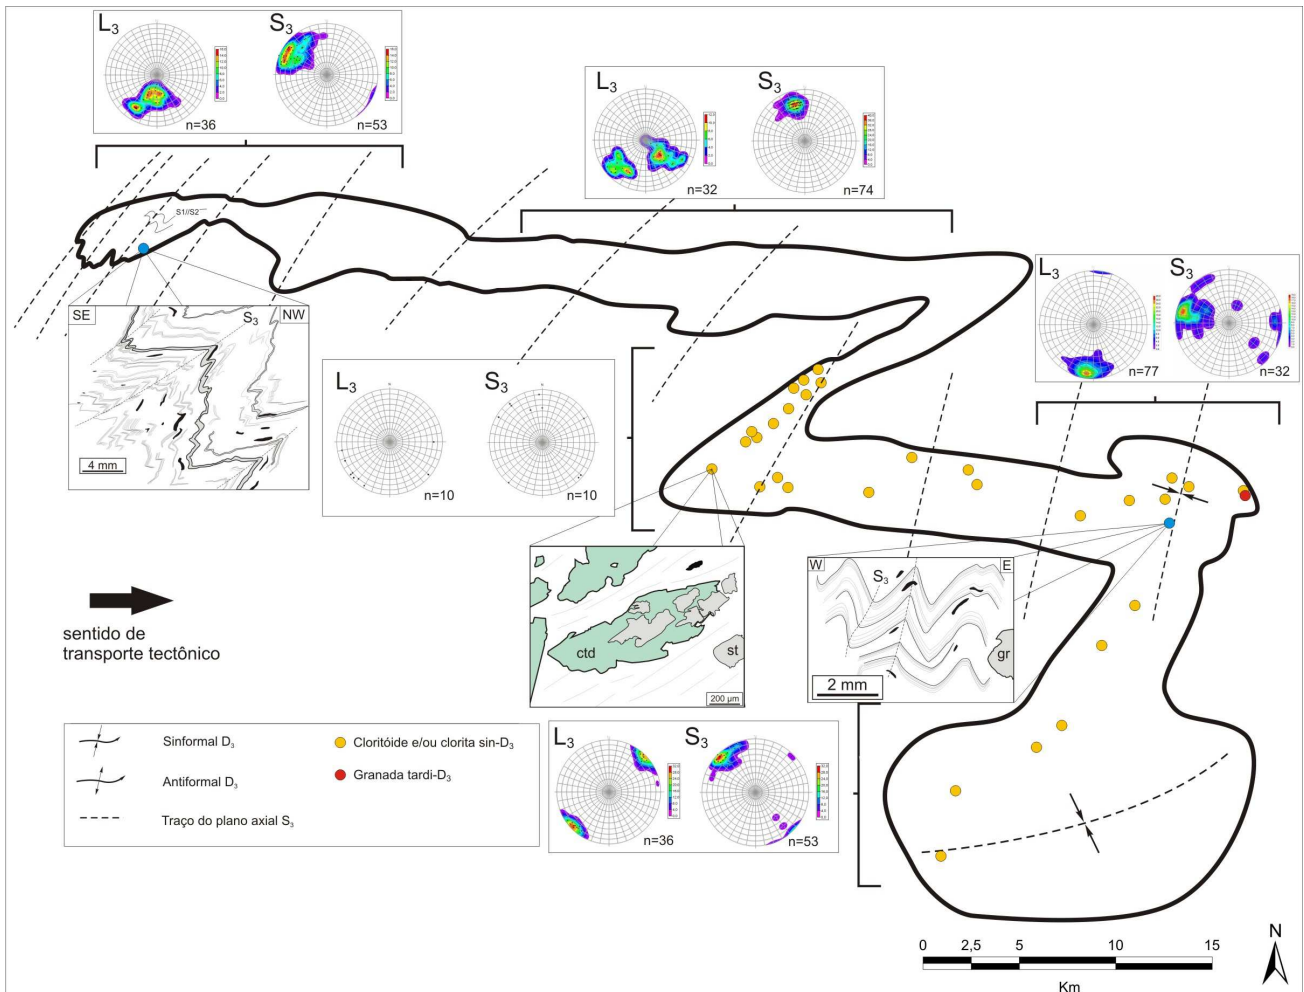 L3
S3
n=36
n=53
L3
S3
n=32
n=74
S1//S2
L3
S3
n=77
n=32
SE
S3
NW
4 mm
L3
S3
n=10
n=10
ctd
st
200 µm
W
S3
E
gr
2 mm
sentido de
transporte tectônico
L3
S3
n=36
n=53
Sinformal D3
Antiformal D3
Traço do plano axial S3
Cloritóide e/ou clorita sin-D3
Granada tardi-D3
N
0 2,5 5 10 15
Km